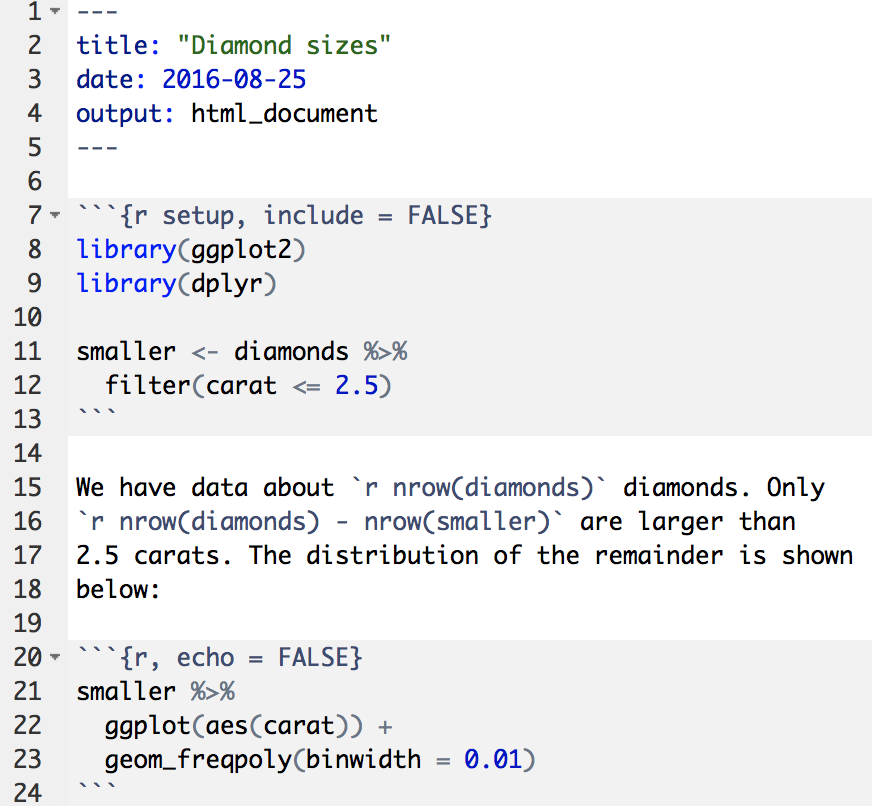 1 ---
2 title: "Diamond sizes"
3 date: 2016-08-25
4 output: html_document
5 ---
6
7 ```{r setup, include = FALSE}
8 library(ggplot2)
9 library(dplyr)
10
11 smaller <- diamonds %>%
12   filter(carat <= 2.5)
13 ```
14
15 We have data about `r nrow(diamonds)` diamonds. Only
16 `r nrow(diamonds) - nrow(smaller)` are larger than
17 2.5 carats. The distribution of the remainder is shown
18 below:
19
20 ```{r, echo = FALSE}
21 smaller %>%
22   ggplot(aes(carat)) +
23   geom_freqpoly(binwidth = 0.01)
24 ```